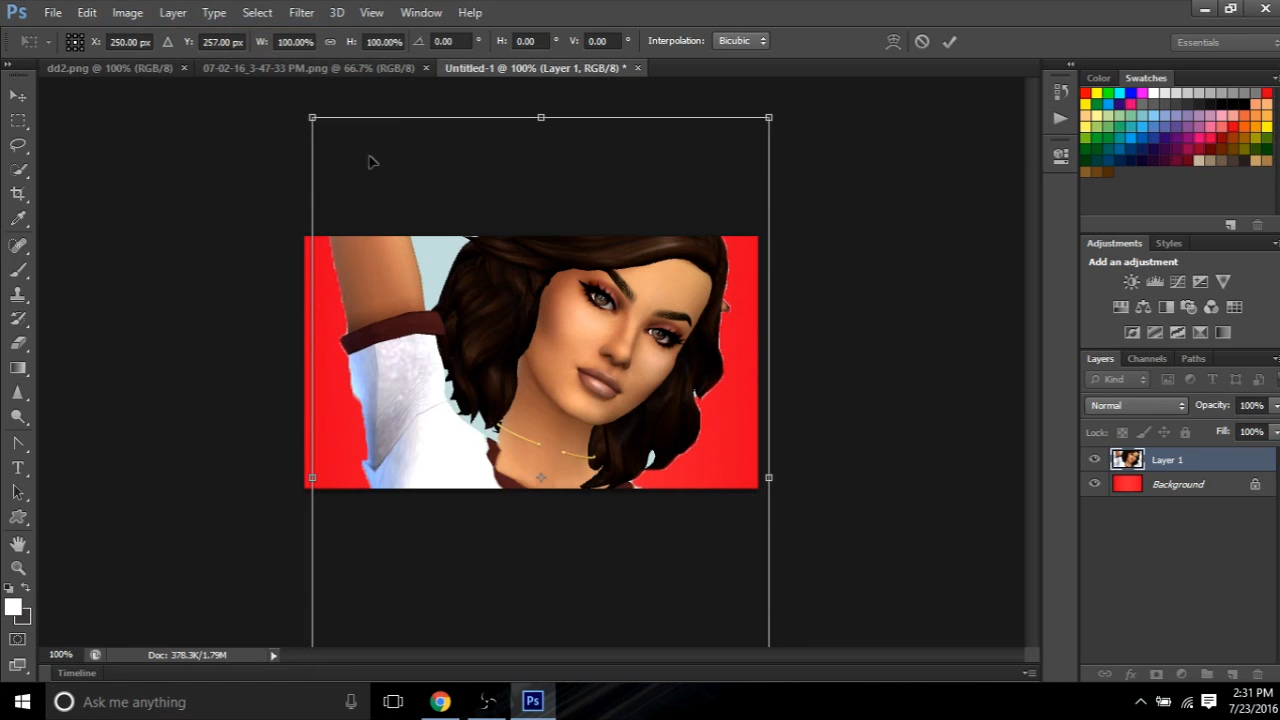 Ps File Edit Image Layer Type Select Filter 3D View Window Help
X: 250.00 px Y: 257.00 px W: 100.00% H: 100.00% 0.00 ° H: 0.00 ° V: 0.00 ° Interpolation: Bicubic Essentials
dd2.png @ 100% (RGB/8) × 07-02-16_3-47-33 PM.png @ 66.7% (RGB/8) × Untitled-1 @ 100% (Layer 1, RGB/8) * ×
Color Swatches
Adjustments Styles
Add an adjustment
Layers Channels Paths
Kind
Normal Opacity: 100%
Lock: Fill: 100%
Layer 1
Background
100% Doc: 378.3K/1.79M
Timeline
Ask me anything Ps 2:31 PM
7/23/2016